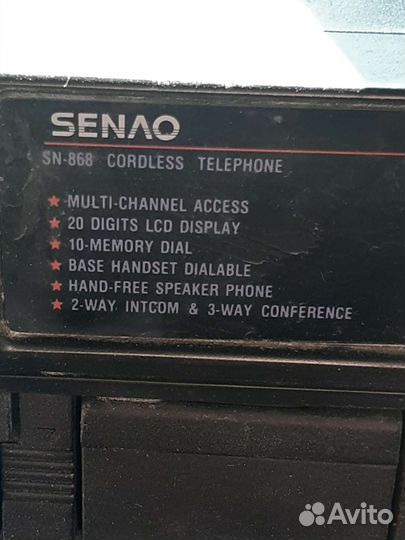 SENAO
SN-868 CORDLESS TELEPHONE
★ MULTI-CHANNEL ACCESS
★ 20 DIGITS LCD DISPLAY
★ 10-MEMORY DIAL
★ BASE HANDSET DIALABLE
★ HAND-FREE SPEAKER PHONE
★ 2-WAY INTCOM & 3-WAY CONFERENCE
Avito